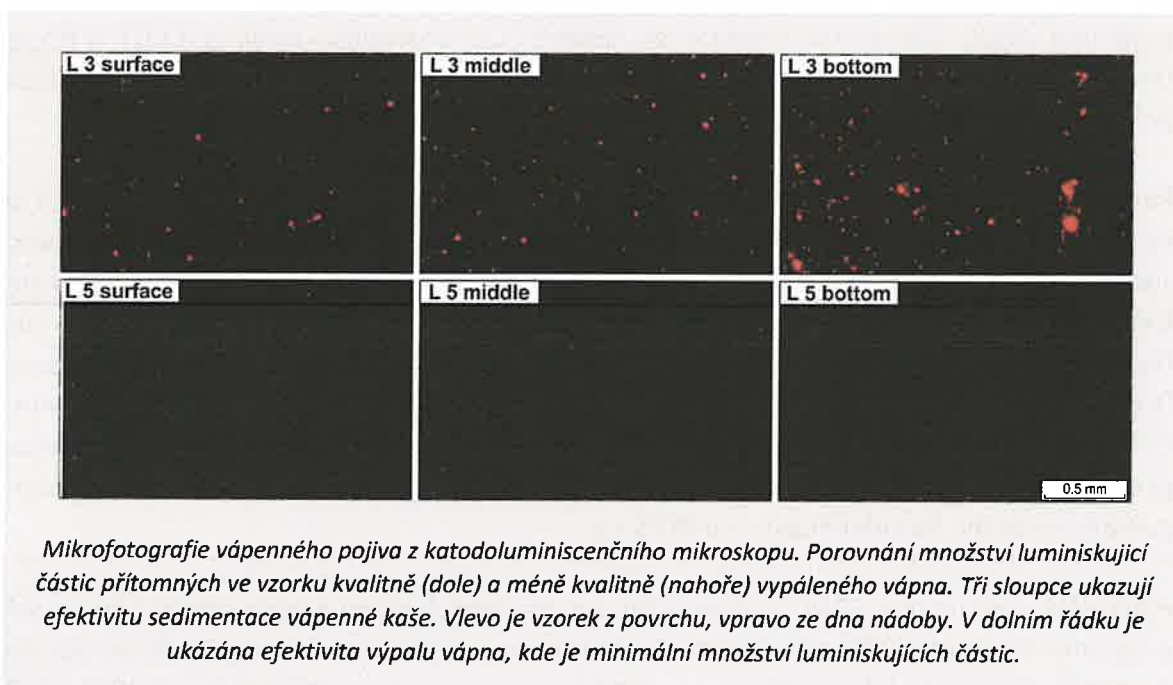 L 3 surface
L 3 middle
L 3 bottom
L 5 surface
L 5 middle
L 5 bottom
0.5 mm
Mikrofotografie vápenného pojiva z katodoluminiscenčního mikroskopu. Porovnání množství luminiskujicí
částic přítomných ve vzorku kvalitně (dole) a méně kvalitně (nahoře) vypáleného vápna. Tři sloupce ukazují
efektivitu sedimentace vápenné kaše. Vlevo je vzorek z povrchu, vpravo ze dna nádoby. V dolním řádku je
ukázána efektivita výpalu vápna, kde je minimální množství luminiskujících částic.